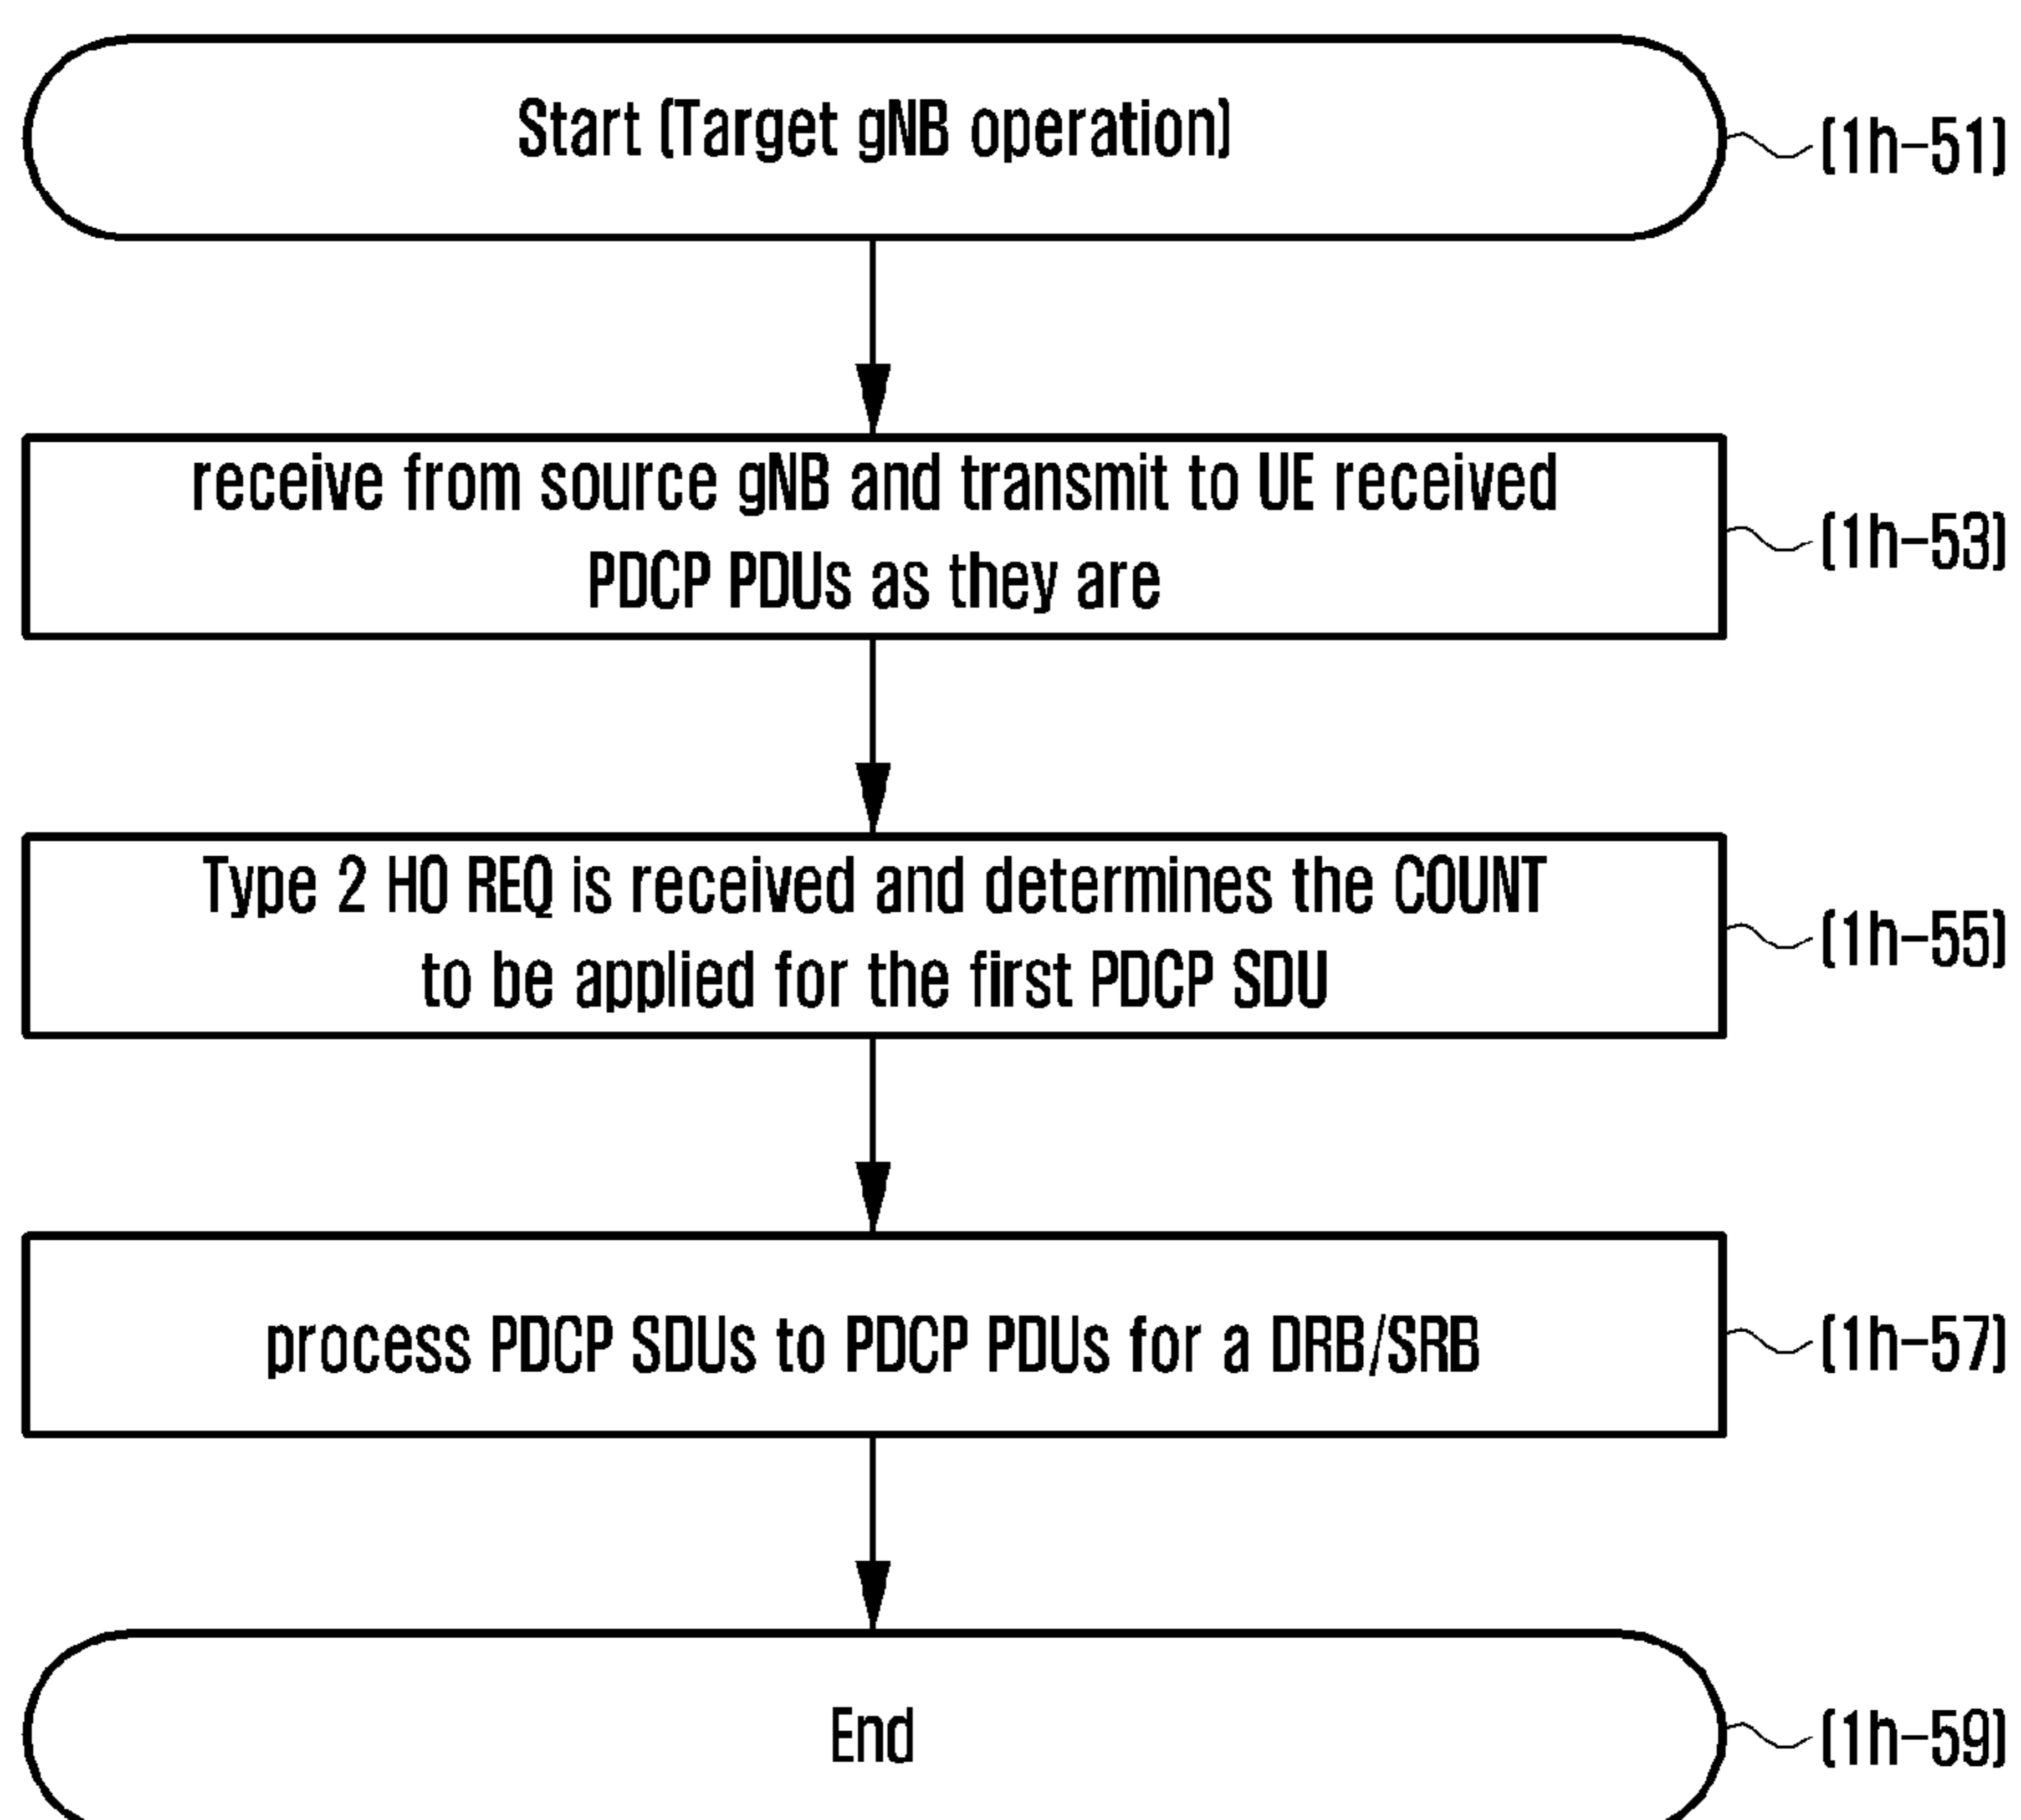 Start (Target gNB operation)
(1h-51)
receive from source gNB and transmit to UE received
PDCP PDUs as they are
(1h-53)
Type 2 HO REQ is received and determines the COUNT
to be applied for the first PDCP SDU
(1h-55)
process PDCP SDUs to PDCP PDUs for a DRB/SRB
(1h-57)
End
(1h-59)